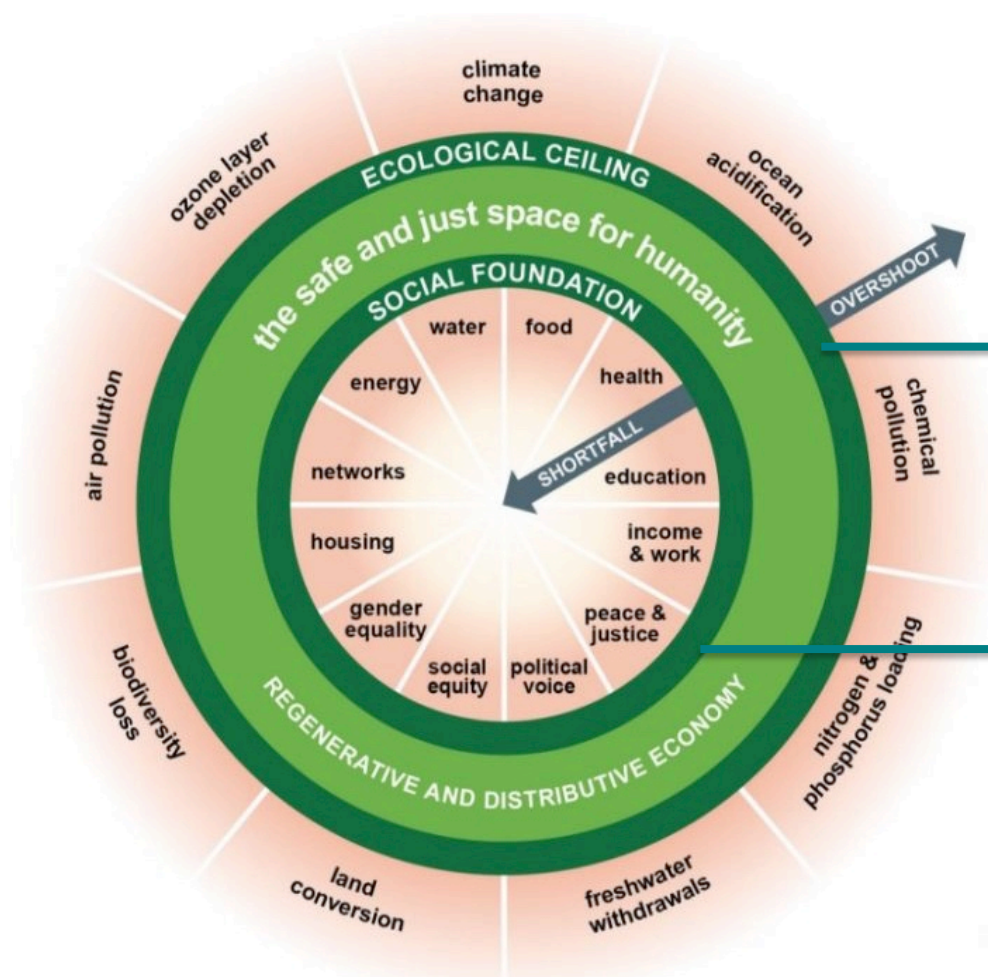 climate
change
ocean
acidification
chemical
pollution
nitrogen &
phosphorus loading
freshwater
withdrawals
land
conversion
biodiversity
loss
air pollution
ozone layer
depletion
ECOLOGICAL CEILING
the safe and just space for humanity
SOCIAL FOUNDATION
OVERSHOOT
SHORTFALL
water
food
health
education
income
& work
peace &
justice
political
voice
social
equity
gender
equality
housing
networks
energy
REGENERATIVE AND DISTRIBUTIVE ECONOMY